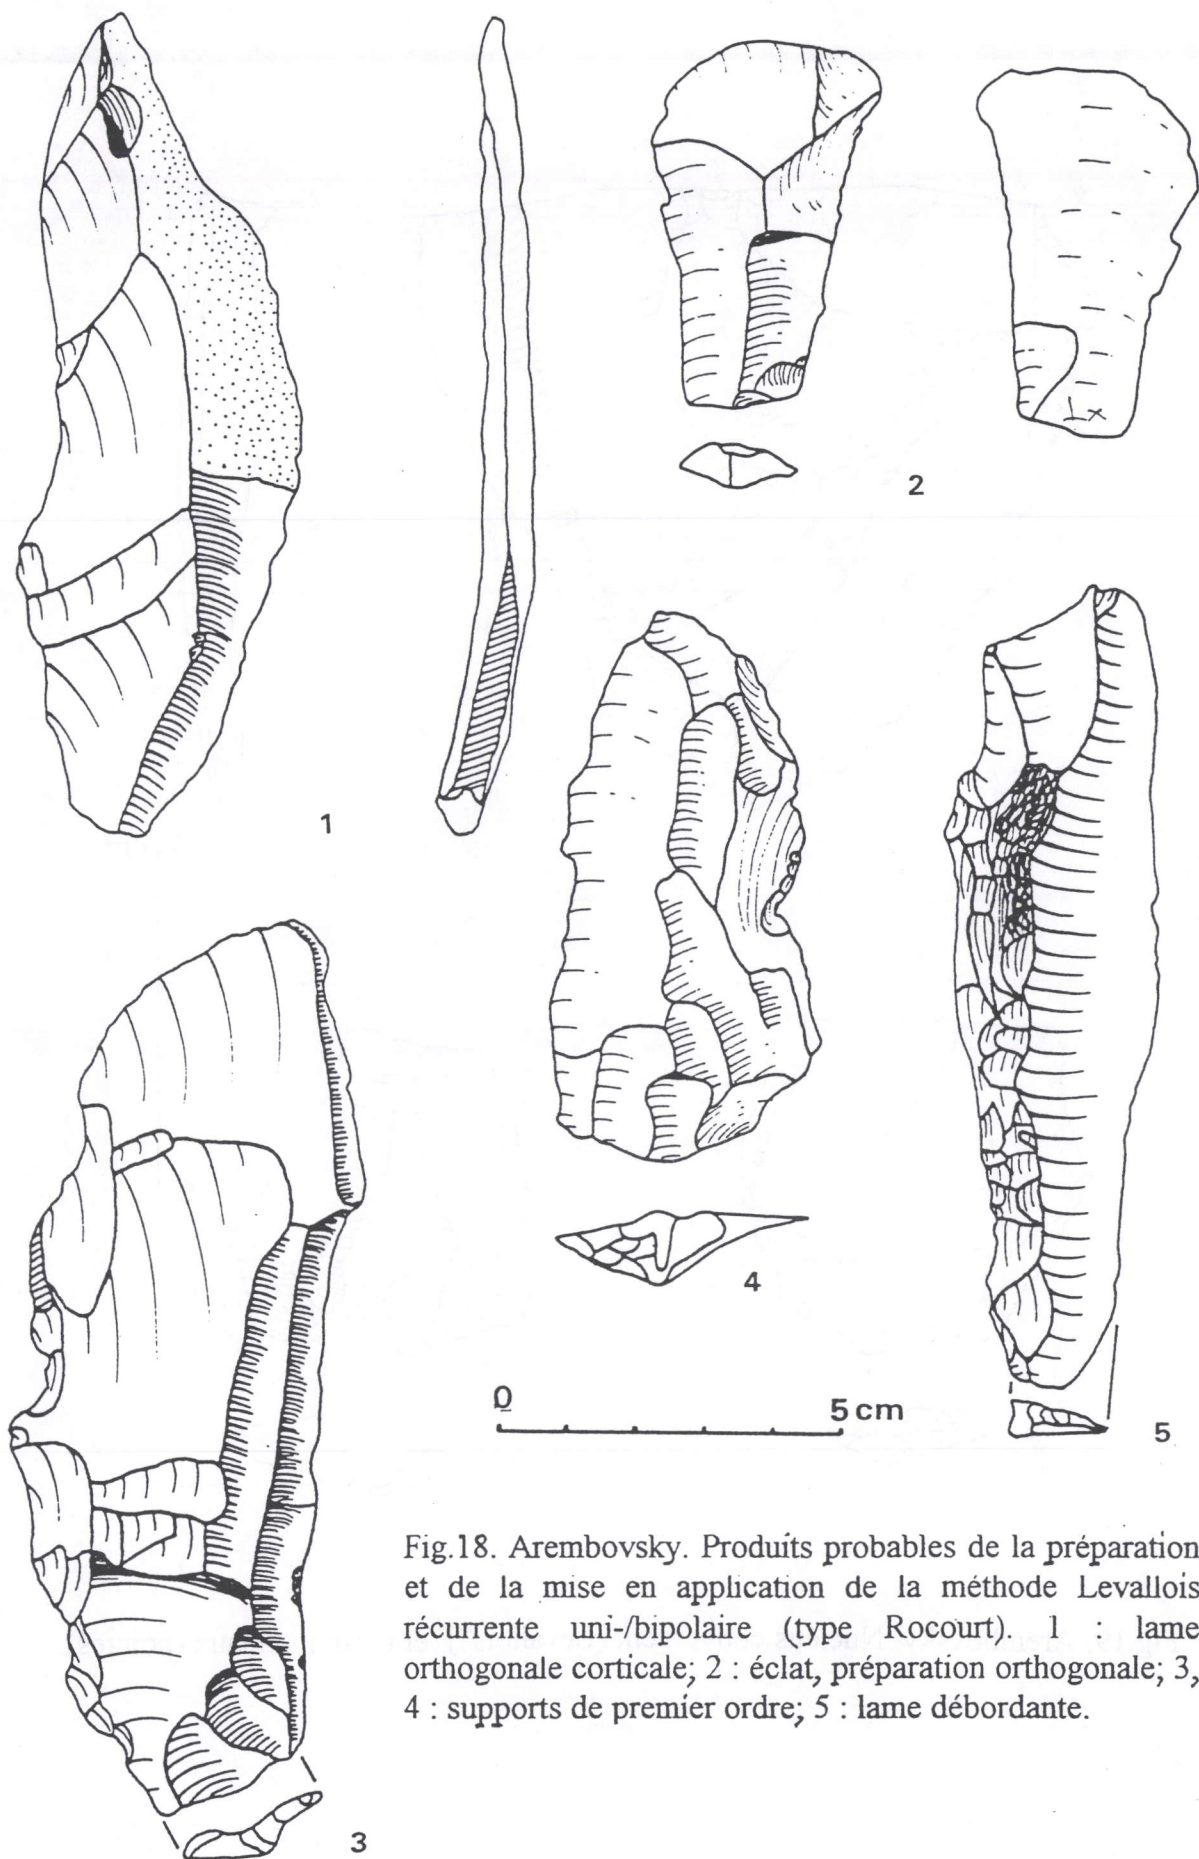 1
2
0 5 cm
4
5
3
Fig.18. Arembovsky. Produits probables de la préparation
et de la mise en application de la méthode Levallois
récurrente uni-/bipolaire (type Rocourt). 1 : lame
orthogonale corticale; 2 : éclat, préparation orthogonale; 3,
4 : supports de premier ordre; 5 : lame débordante.